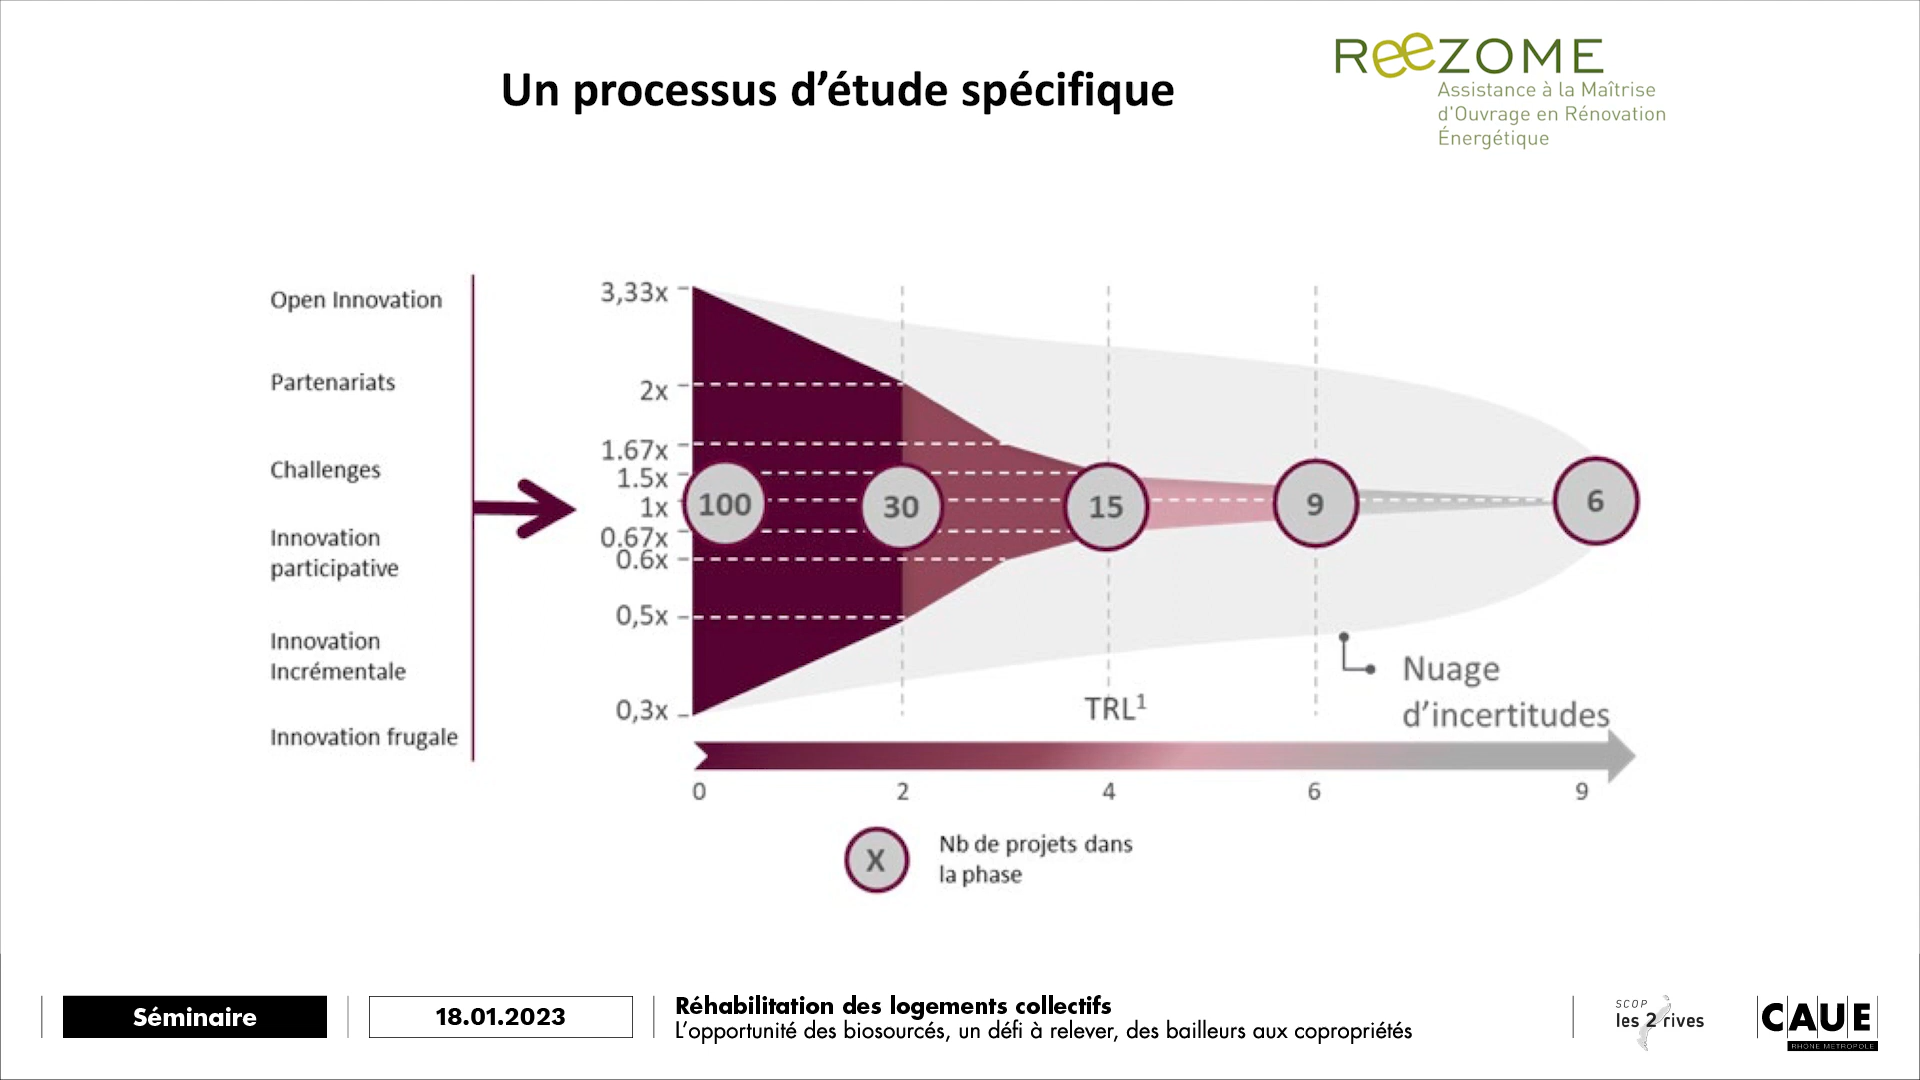 Un processus d’étude spécifique
ReeZOME
Assistance à la Maîtrise
d'Ouvrage en Rénovation
Énergétique
Open Innovation
Partenariats
Challenges
Innovation
participative
Innovation
Incrémentale
Innovation frugale
3,33x
2x
1.67x
1.5x
1x
0.67x
0.6x
0,5x
0,3x
100
30
15
9
6
Nuage
d’incertitudes
TRL¹
0
2
4
6
9
X
Nb de projets dans
la phase
Séminaire
18.01.2023
Réhabilitation des logements collectifs
L’opportunité des biosourcés, un défi à relever, des bailleurs aux copropriétés
SCOP
les 2 rives
CAUE
RHÔNE METROPOLE